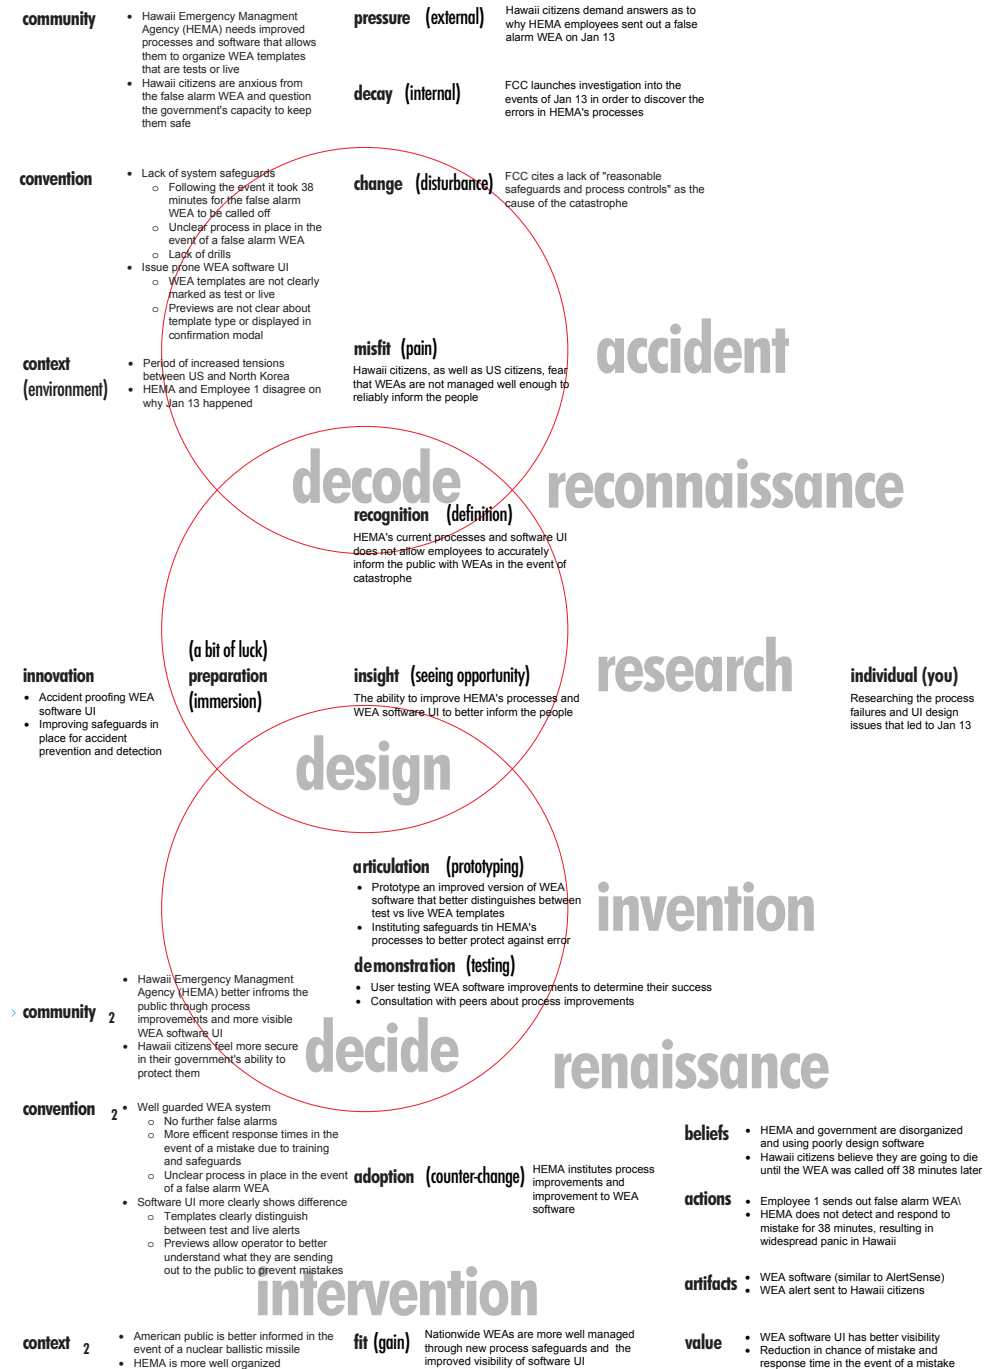 community
• Hawaii Emergency Managment
Agency (HEMA) needs improved
processes and software that allows
them to organize WEA templates
that are tests or live
• Hawaii citizens are anxious from
the false alarm WEA and question
the government's capacity to keep
them safe
pressure (external)
Hawaii citizens demand answers as to
why HEMA employees sent out a false
alarm WEA on Jan 13
decay (internal)
FCC launches investigation into the
events of Jan 13 in order to discover the
errors in HEMA's processes
convention
• Lack of system safeguards
o Following the event it took 38
minutes for the false alarm
WEA to be called off
o Unclear process in place in the
event of a false alarm WEA
o Lack of drills
• Issue prone WEA software UI
o WEA templates are not clearly
marked as test or live
o Previews are not clear about
template type or displayed in
confirmation modal
change (disturbance)
FCC cites a lack of "reasonable
safeguards and process controls" as the
cause of the catastrophe
context
(environment)
• Period of increased tensions
between US and North Korea
• HEMA and Employee 1 disagree on
why Jan 13 happened
misfit (pain)
Hawaii citizens, as well as US citizens, fear
that WEAs are not managed well enough to
reliably inform the people
accident
decode
reconnaissance
recognition (definition)
HEMA's current processes and software UI
does not allow employees to accurately
inform the public with WEAs in the event of
catastrophe
innovation
• Accident proofing WEA
software UI
• Improving safeguards in
place for accident
prevention and detection
(a bit of luck)
preparation
(immersion)
insight (seeing opportunity)
The ability to improve HEMA's processes and
WEA software UI to better inform the people
research
individual (you)
Researching the process
failures and UI design
issues that led to Jan 13
design
articulation (prototyping)
• Prototype an improved version of WEA
software that better distinguishes between
test vs live WEA templates
• Instituting safeguards tin HEMA's
processes to better protect against error
invention
demonstration (testing)
• User testing WEA software improvements to determine their success
• Consultation with peers about process improvements
> community 2
• Hawaii Emergency Managment
Agency (HEMA) better infroms the
public through process
improvements and more visible
WEA software UI
• Hawaii citizens feel more secure
in their government's ability to
protect them
decide
renaissance
convention 2
• Well guarded WEA system
o No further false alarms
o More efficent response times in the
event of a mistake due to training
and safeguards
o Unclear process in place in the event
of a false alarm WEA
• Software UI more clearly shows difference
o Templates clearly distinguish
between test and live alerts
o Previews allow operator to better
understand what they are sending
out to the public to prevent mistakes
adoption (counter-change)
HEMA institutes process
improvements and
improvement to WEA
software
beliefs
• HEMA and government are disorganized
and using poorly design software
• Hawaii citizens believe they are going to die
until the WEA was called off 38 minutes later
actions
• Employee 1 sends out false alarm WEA\
• HEMA does not detect and respond to
mistake for 38 minutes, resulting in
widespread panic in Hawaii
artifacts
• WEA software (similar to AlertSense)
• WEA alert sent to Hawaii citizens
intervention
context 2
• American public is better informed in the
event of a nuclear ballistic missile
• HEMA is more well organized
fit (gain)
Nationwide WEAs are more well managed
through new process safeguards and the
improved visibility of software UI
value
• WEA software UI has better visibility
• Reduction in chance of mistake and
response time in the event of a mistake